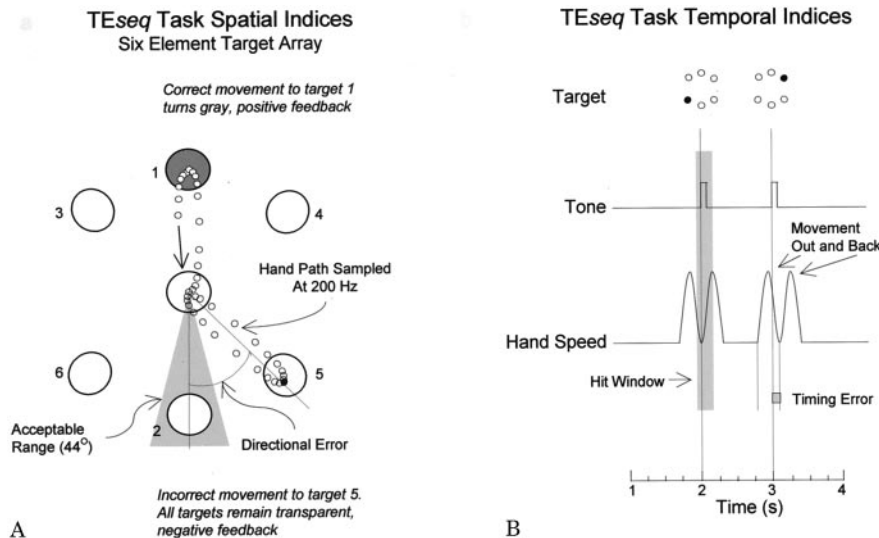 a
TEseq Task Spatial Indices
Six Element Target Array
Correct movement to target 1
turns gray, positive feedback
1
3
4
Hand Path Sampled
At 200 Hz
6
5
2
Acceptable
Range (44°)
Directional Error
Incorrect movement to target 5.
All targets remain transparent,
negative feedback
A
b
TEseq Task Temporal Indices
Target
Tone
Movement
Out and Back
Hand Speed
Hit Window
Timing Error
1 2 3 4
Time (s)
B